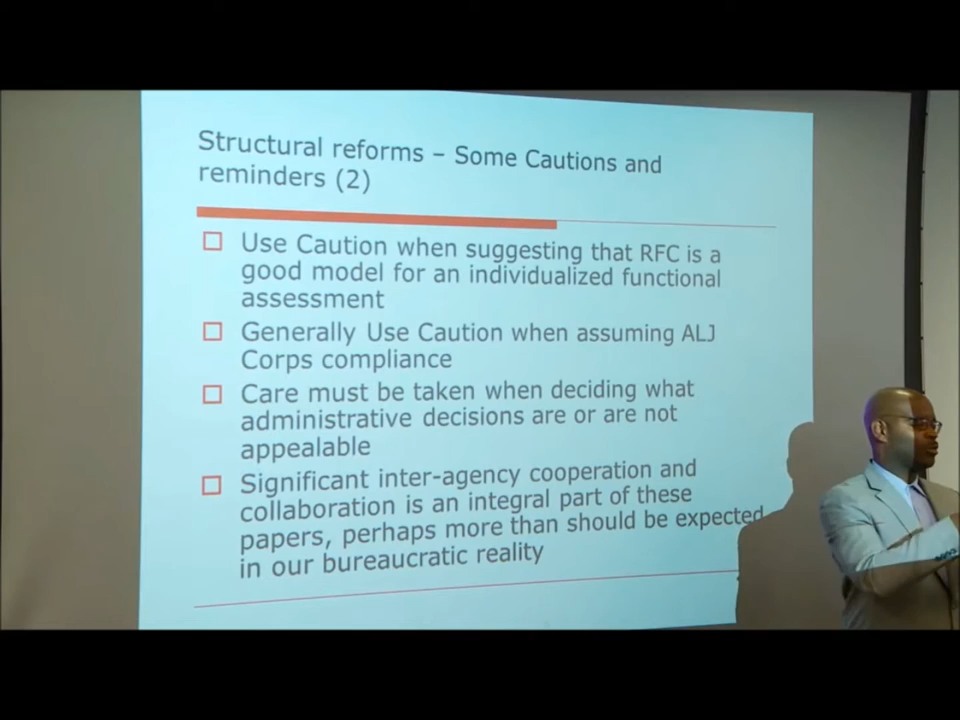 Structural reforms – Some Cautions and
reminders (2)
Use Caution when suggesting that RFC is a
good model for an individualized functional
assessment
Generally Use Caution when assuming ALJ
Corps compliance
Care must be taken when deciding what
administrative decisions are or are not
appealable
Significant inter-agency cooperation and
collaboration is an integral part of these
papers, perhaps more than should be expected
in our bureaucratic reality